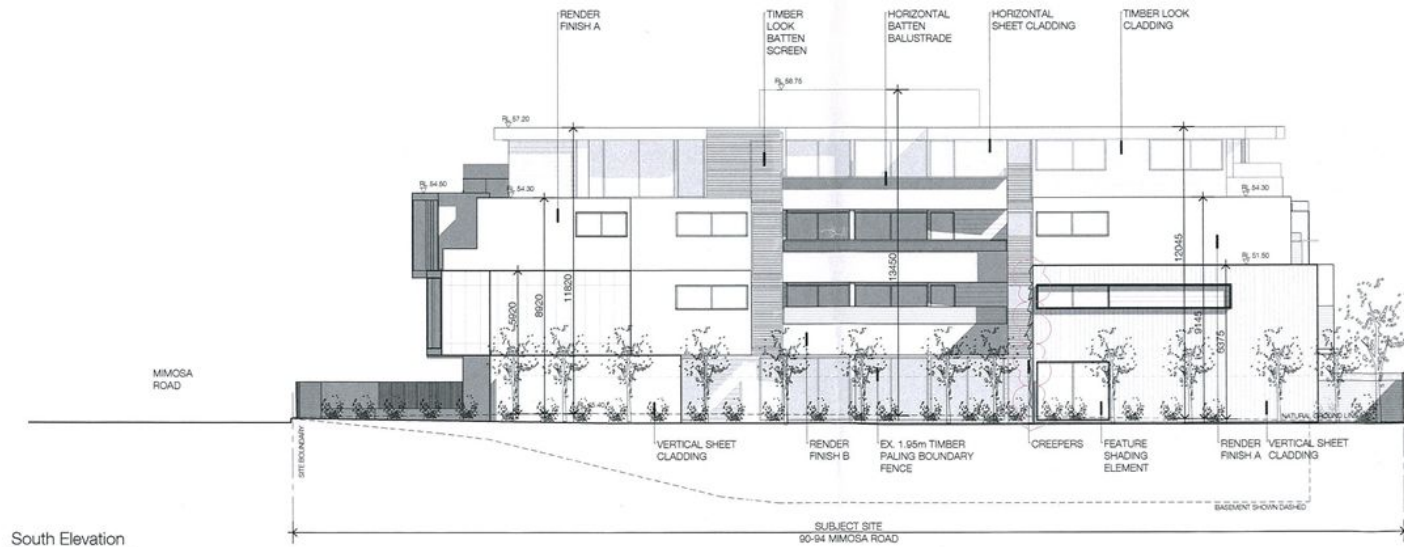 RENDER
FINISH A
TIMBER
LOOK
BATTEN
SCREEN
HORIZONTAL
BATTEN
BALUSTRADE
HORIZONTAL
SHEET CLADDING
TIMBER LOOK
CLADDING
RL 58.75
RL 57.20
RL 54.60
RL 54.30
RL 54.30
RL 51.50
5920
8920
11820
13450
12045
9145
6375
MIMOSA
ROAD
NATURAL GROUND LINE
SITE BOUNDARY
VERTICAL SHEET
CLADDING
RENDER
FINISH B
EX. 1.95m TIMBER
PALING BOUNDARY
FENCE
CREEPERS
FEATURE
SHADING
ELEMENT
RENDER
FINISH A
VERTICAL SHEET
CLADDING
BASEMENT SHOWN DASHED
SUBJECT SITE
90-94 MIMOSA ROAD
South Elevation